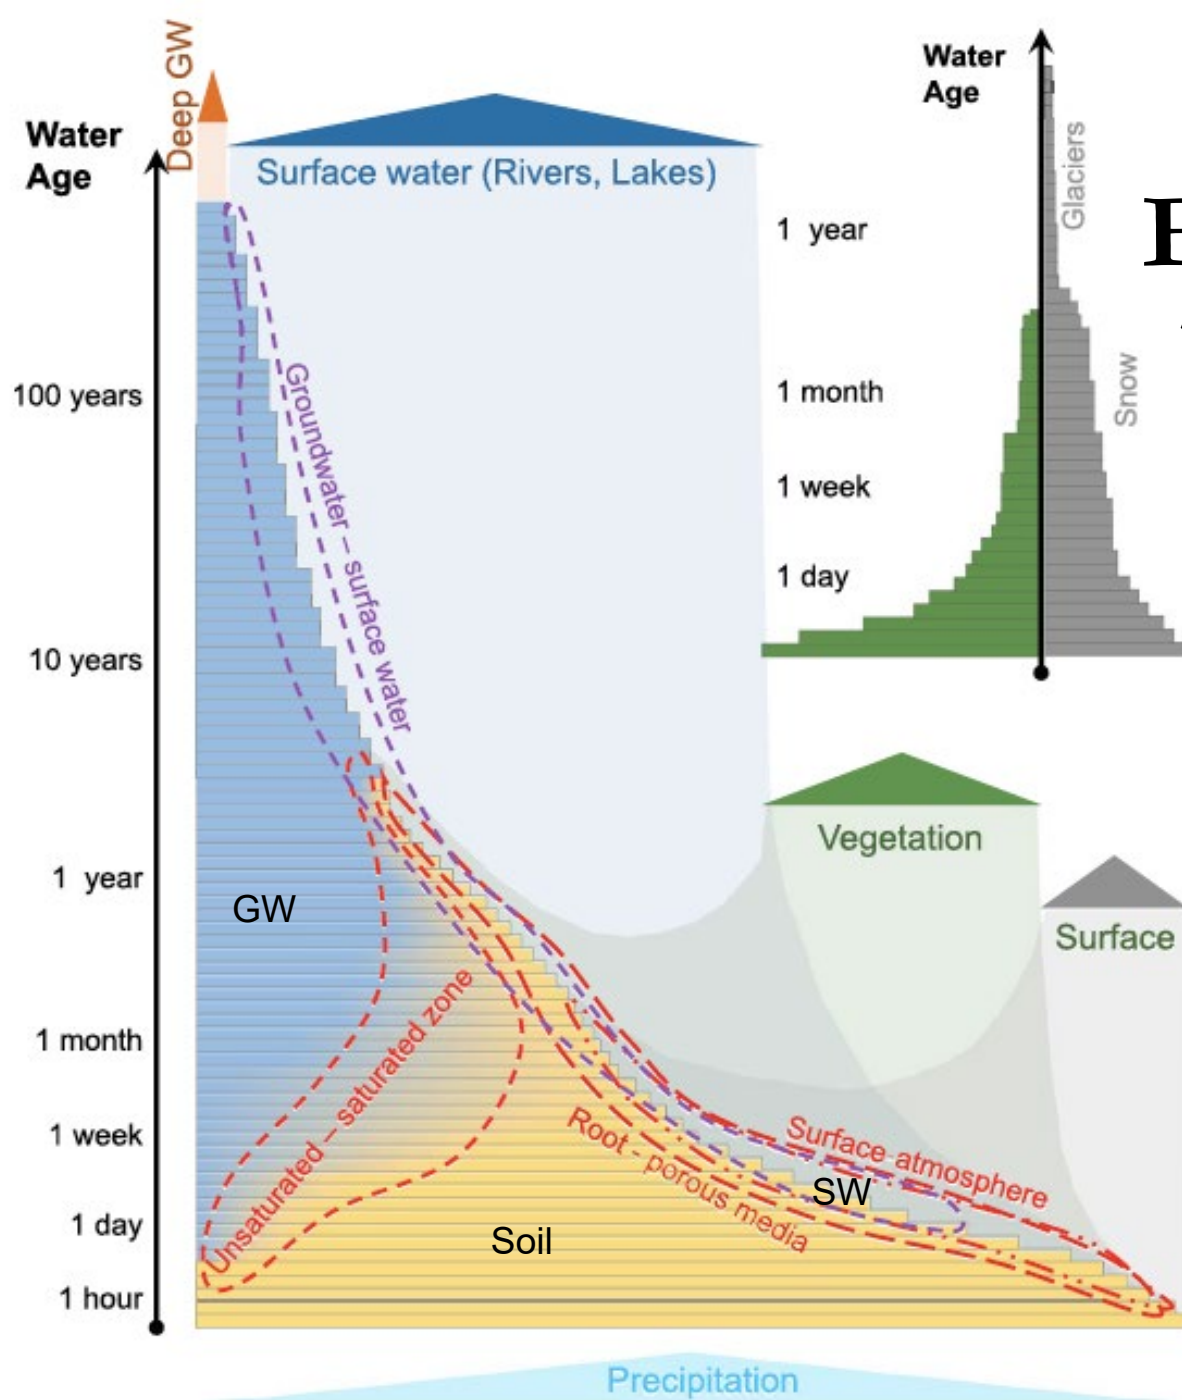 Deep GW
Water
Age
Surface water (Rivers, Lakes)
Water
Age
Glaciers
Snow
1 year
1 month
1 week
1 day
100 years
10 years
1 year
1 month
1 week
1 day
1 hour
Groundwater – surface water
GW
Unsaturated – saturated zone
Soil
Root - porous media
SW
Surface-atmosphere
Vegetation
Surface
Precipitation